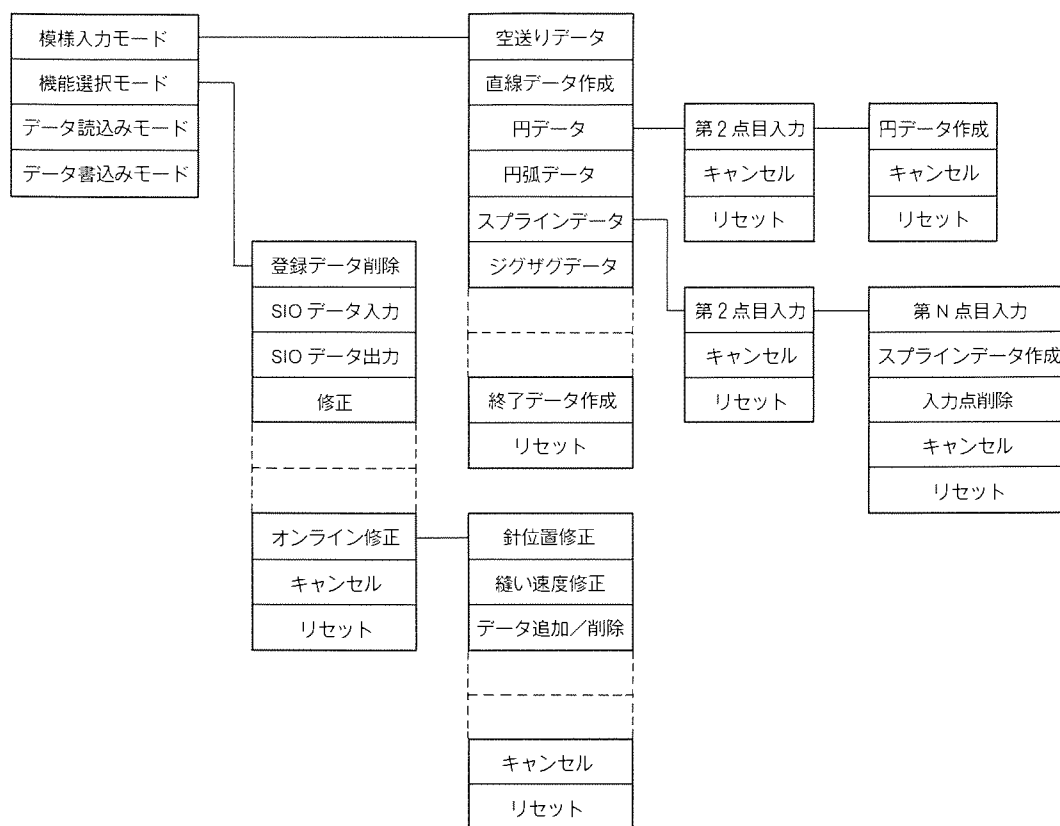 模様入力モード
機能選択モード
データ読込みモード
データ書込みモード
空送りデータ
直線データ作成
円データ
円弧データ
スプラインデータ
ジグザグデータ
終了データ作成
リセット
第2点目入力
キャンセル
リセット
円データ作成
キャンセル
リセット
第2点目入力
キャンセル
リセット
第N点目入力
スプラインデータ作成
入力点削除
キャンセル
リセット
登録データ削除
SIOデータ入力
SIOデータ出力
修正
オンライン修正
キャンセル
リセット
針位置修正
縫い速度修正
データ追加／削除
キャンセル
リセット